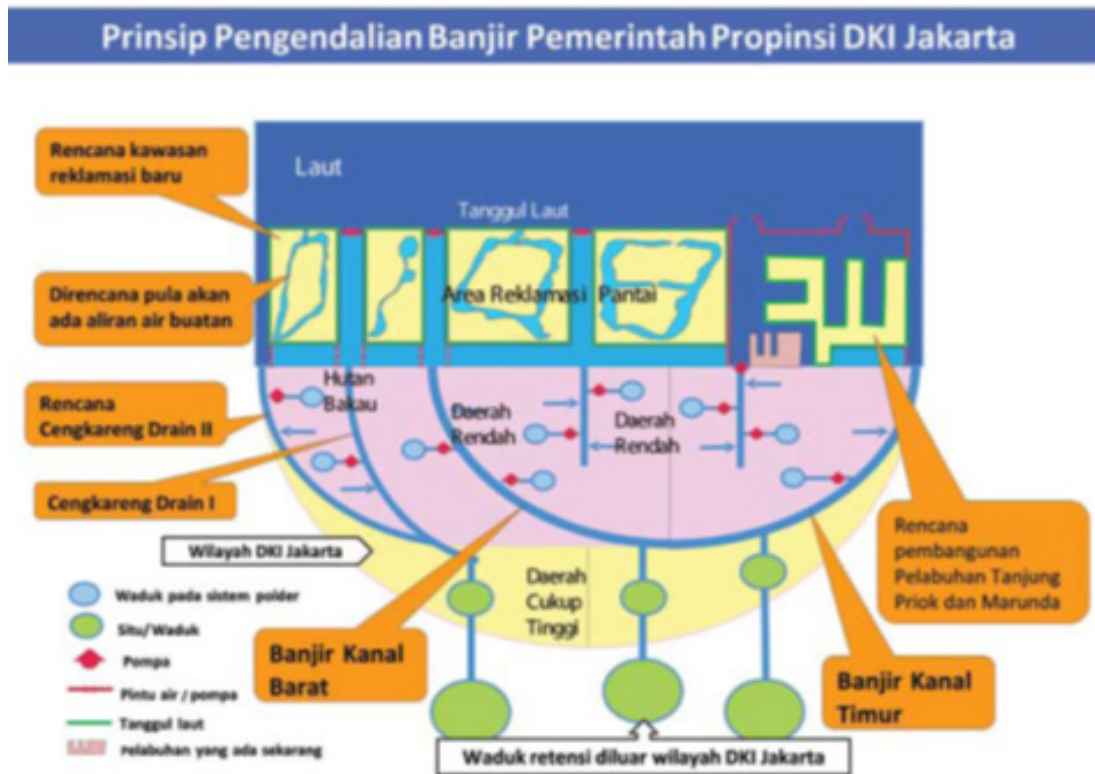 Prinsip Pengendalian Banjir Pemerintah Propinsi DKI Jakarta
Rencana kawasan
reklamasi baru
Laut
Tanggul Laut
Direncana pula akan
ada aliran air buatan
Area Reklamasi Pantai
Rencana
Cengkareng Drain II
Hutan
Bakau
Daerah
Rendah
Daerah
Rendah
Cengkareng Drain I
Rencana
pembangunan
Pelabuhan Tanjung
Priok dan Marunda
Wilayah DKI Jakarta
Daerah
Cukup
Tinggi
Waduk pada sistem polder
Situ/Waduk
Pompa
Pintu air / pompa
Tanggul laut
Pelabuhan yang ada sekarang
Banjir Kanal
Barat
Banjir Kanal
Timur
Waduk retensi diluar wilayah DKI Jakarta